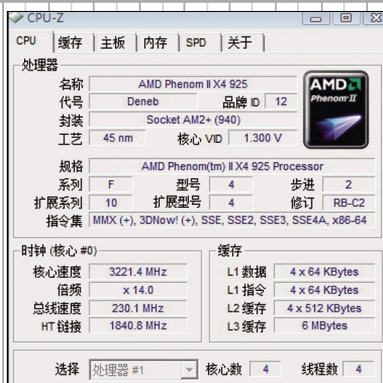 CPU-Z
CPU 缓存 主板 内存 SPD 关于
处理器
名称 AMD Phenom II X4 925
代号 Deneb 品牌 ID 12
封装 Socket AM2+ (940)
工艺 45 nm 核心 VID 1.300 V
AMD
Phenom II
规格 AMD Phenom(tm) II X4 925 Processor
系列 F 型号 4 步进 2
扩展系列 10 扩展型号 4 修订 RB-C2
指令集 MMX (+), 3DNow! (+), SSE, SSE2, SSE3, SSE4A, x86-64
时钟 (核心 #0)
核心速度 3221.4 MHz
倍频 x 14.0
总线速度 230.1 MHz
HT 链接 1840.8 MHz
缓存
L1 数据 4 x 64 KBytes
L1 指令 4 x 64 KBytes
L2 缓存 4 x 512 KBytes
L3 缓存 6 MBytes
选择 处理器 #1 核心数 4 线程数 4